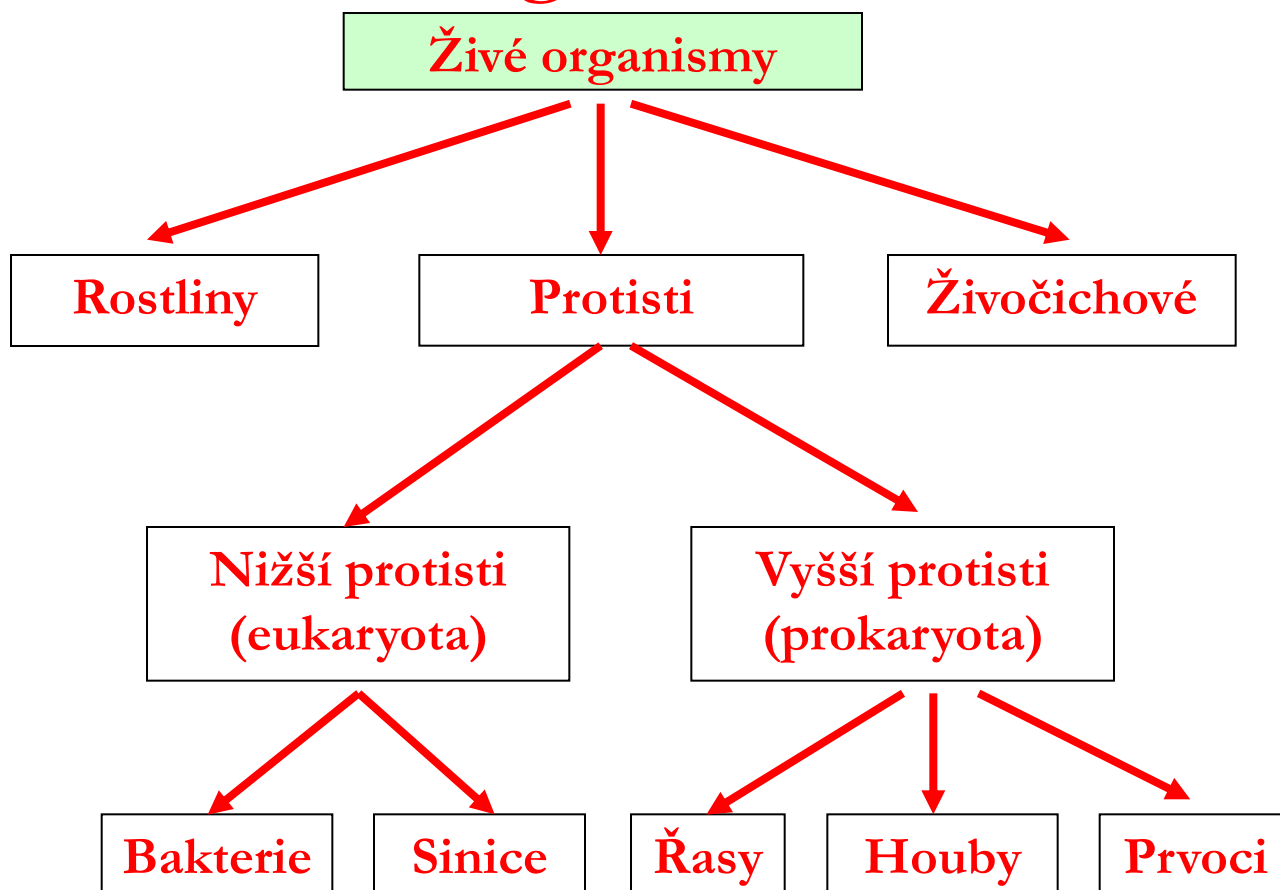 Živé organismy
Rostliny
Protisti
Živočichové
Nižší protisti
(eukaryota)
Vyšší protisti
(prokaryota)
Bakterie
Sinice
Řasy
Houby
Prvoci